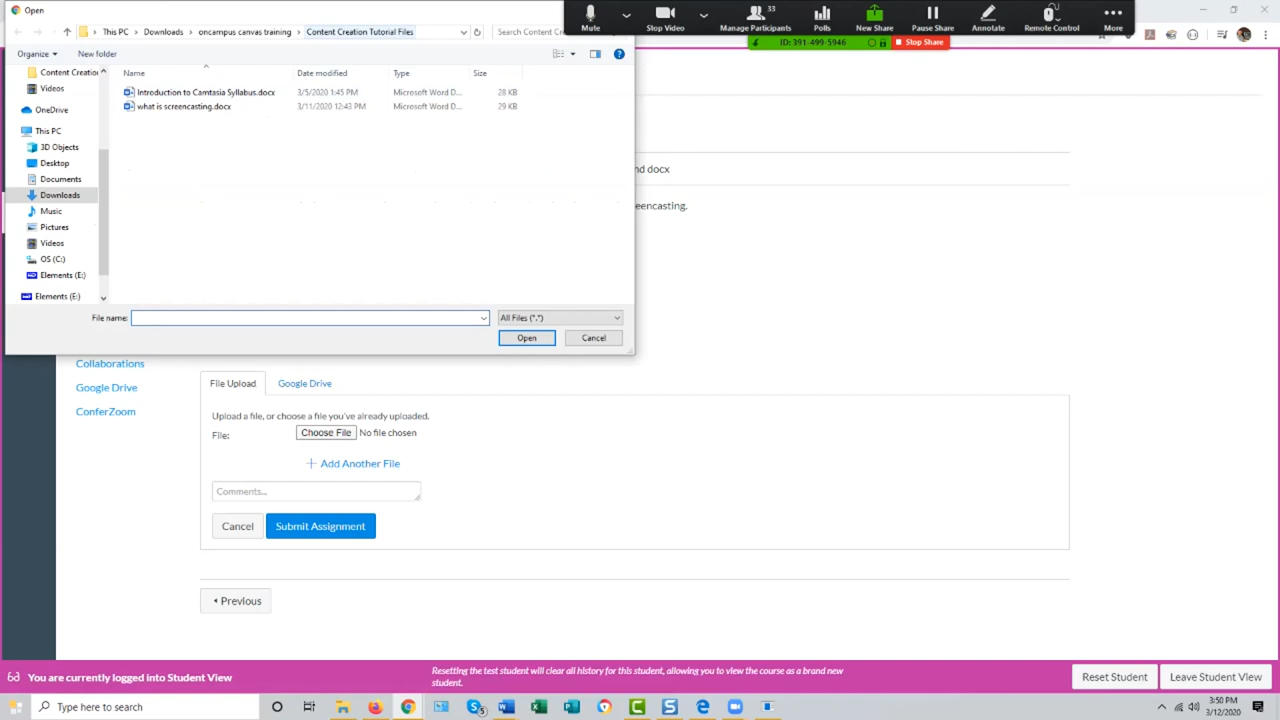 Open
Mute
Stop Video
33
Manage Participants
Polls
New Share
Pause Share
Annotate
Remote Control
More
This PC > Downloads > oncampus canvas training > Content Creation Tutorial Files
Search Content
ID: 391-499-5946
Stop Share
Organize
New folder
Content Creation
Videos
OneDrive
This PC
3D Objects
Desktop
Documents
Downloads
Music
Pictures
Videos
OS (C:)
Elements (E:)
Elements (E:)
Name Date modified Type Size
Introduction to Camtasia Syllabus.docx 3/5/2020 1:45 PM Microsoft Word D... 28 KB
what is screencasting.docx 3/11/2020 12:43 PM Microsoft Word D... 29 KB
nd docx
eencasting.
File name:
All Files (*.*)
Open
Cancel
Collaborations
Google Drive
ConferZoom
File Upload
Google Drive
Upload a file, or choose a file you've already uploaded.
File:
Choose File No file chosen
+ Add Another File
Comments...
Cancel
Submit Assignment
Previous
You are currently logged into Student View
Resetting the test student will clear all history for this student, allowing you to view the course as a brand new
student.
Reset Student
Leave Student View
Type here to search
5
3:50 PM
3/12/2020